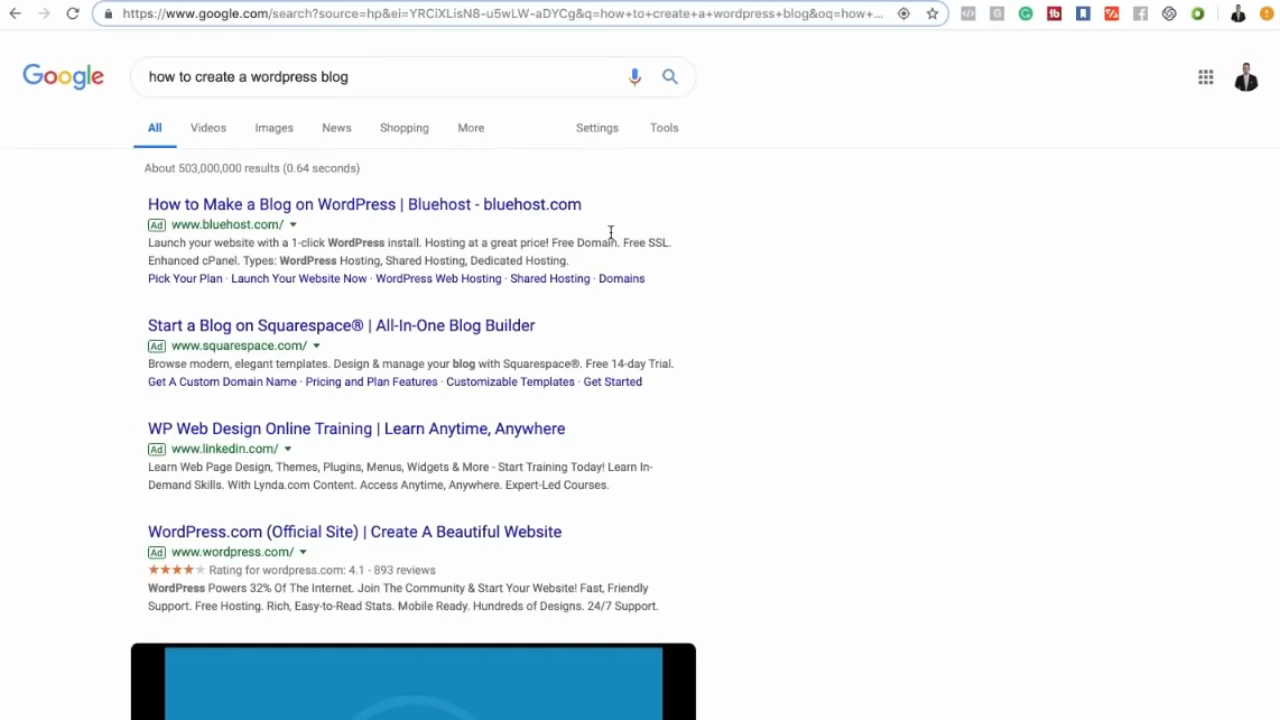 https://www.google.com/search?source=hp&ei=YRCiXLisN8-u5wLW-aDYCg&q=how+to+create+a+wordpress+blog&oq=how+...
Google
how to create a wordpress blog
All Videos Images News Shopping More Settings Tools
About 503,000,000 results (0.64 seconds)
How to Make a Blog on WordPress | Bluehost - bluehost.com
Ad www.bluehost.com/
Launch your website with a 1-click WordPress install. Hosting at a great price! Free Domain. Free SSL.
Enhanced cPanel. Types: WordPress Hosting, Shared Hosting, Dedicated Hosting.
Pick Your Plan · Launch Your Website Now · WordPress Web Hosting · Shared Hosting · Domains
Start a Blog on Squarespace® | All-In-One Blog Builder
Ad www.squarespace.com/
Browse modern, elegant templates. Design & manage your blog with Squarespace®. Free 14-day Trial.
Get A Custom Domain Name · Pricing and Plan Features · Customizable Templates · Get Started
WP Web Design Online Training | Learn Anytime, Anywhere
Ad www.linkedin.com/
Learn Web Page Design, Themes, Plugins, Menus, Widgets & More - Start Training Today! Learn In-
Demand Skills. With Lynda.com Content. Access Anytime, Anywhere. Expert-Led Courses.
WordPress.com (Official Site) | Create A Beautiful Website
Ad www.wordpress.com/
Rating for wordpress.com: 4.1 - 893 reviews
WordPress Powers 32% Of The Internet. Join The Community & Start Your Website! Fast, Friendly
Support. Free Hosting. Rich, Easy-to-Read Stats. Mobile Ready. Hundreds of Designs. 24/7 Support.